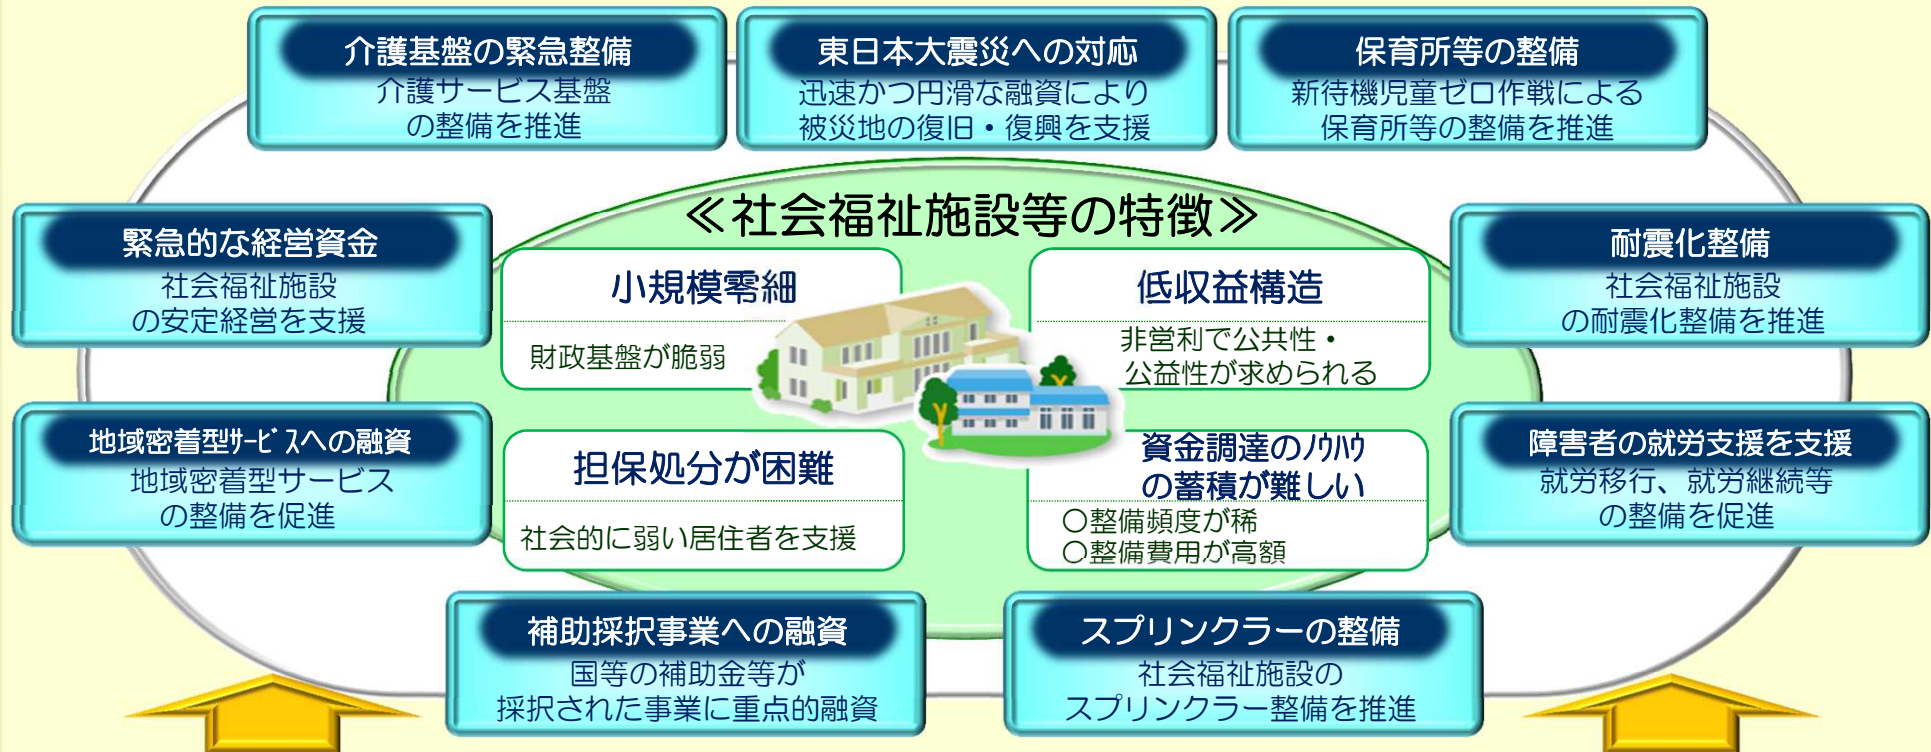 介護基盤の緊急整備
介護サービス基盤
の整備を推進
東日本大震災への対応
迅速かつ円滑な融資により
被災地の復旧・復興を支援
保育所等の整備
新待機児童ゼロ作戦による
保育所等の整備を推進
≪社会福祉施設等の特徴≫
緊急的な経営資金
社会福祉施設
の安定経営を支援
小規模零細
財政基盤が脆弱
低収益構造
非営利で公共性・
公益性が求められる
耐震化整備
社会福祉施設
の耐震化整備を推進
地域密着型ｻｰﾋﾞｽへの融資
地域密着型サービス
の整備を促進
担保処分が困難
社会的に弱い居住者を支援
資金調達のﾉｳﾊｳ
の蓄積が難しい
○整備頻度が稀
○整備費用が高額
障害者の就労支援を支援
就労移行、就労継続等
の整備を促進
補助採択事業への融資
国等の補助金等が
採択された事業に重点的融資
スプリンクラーの整備
社会福祉施設の
スプリンクラー整備を推進